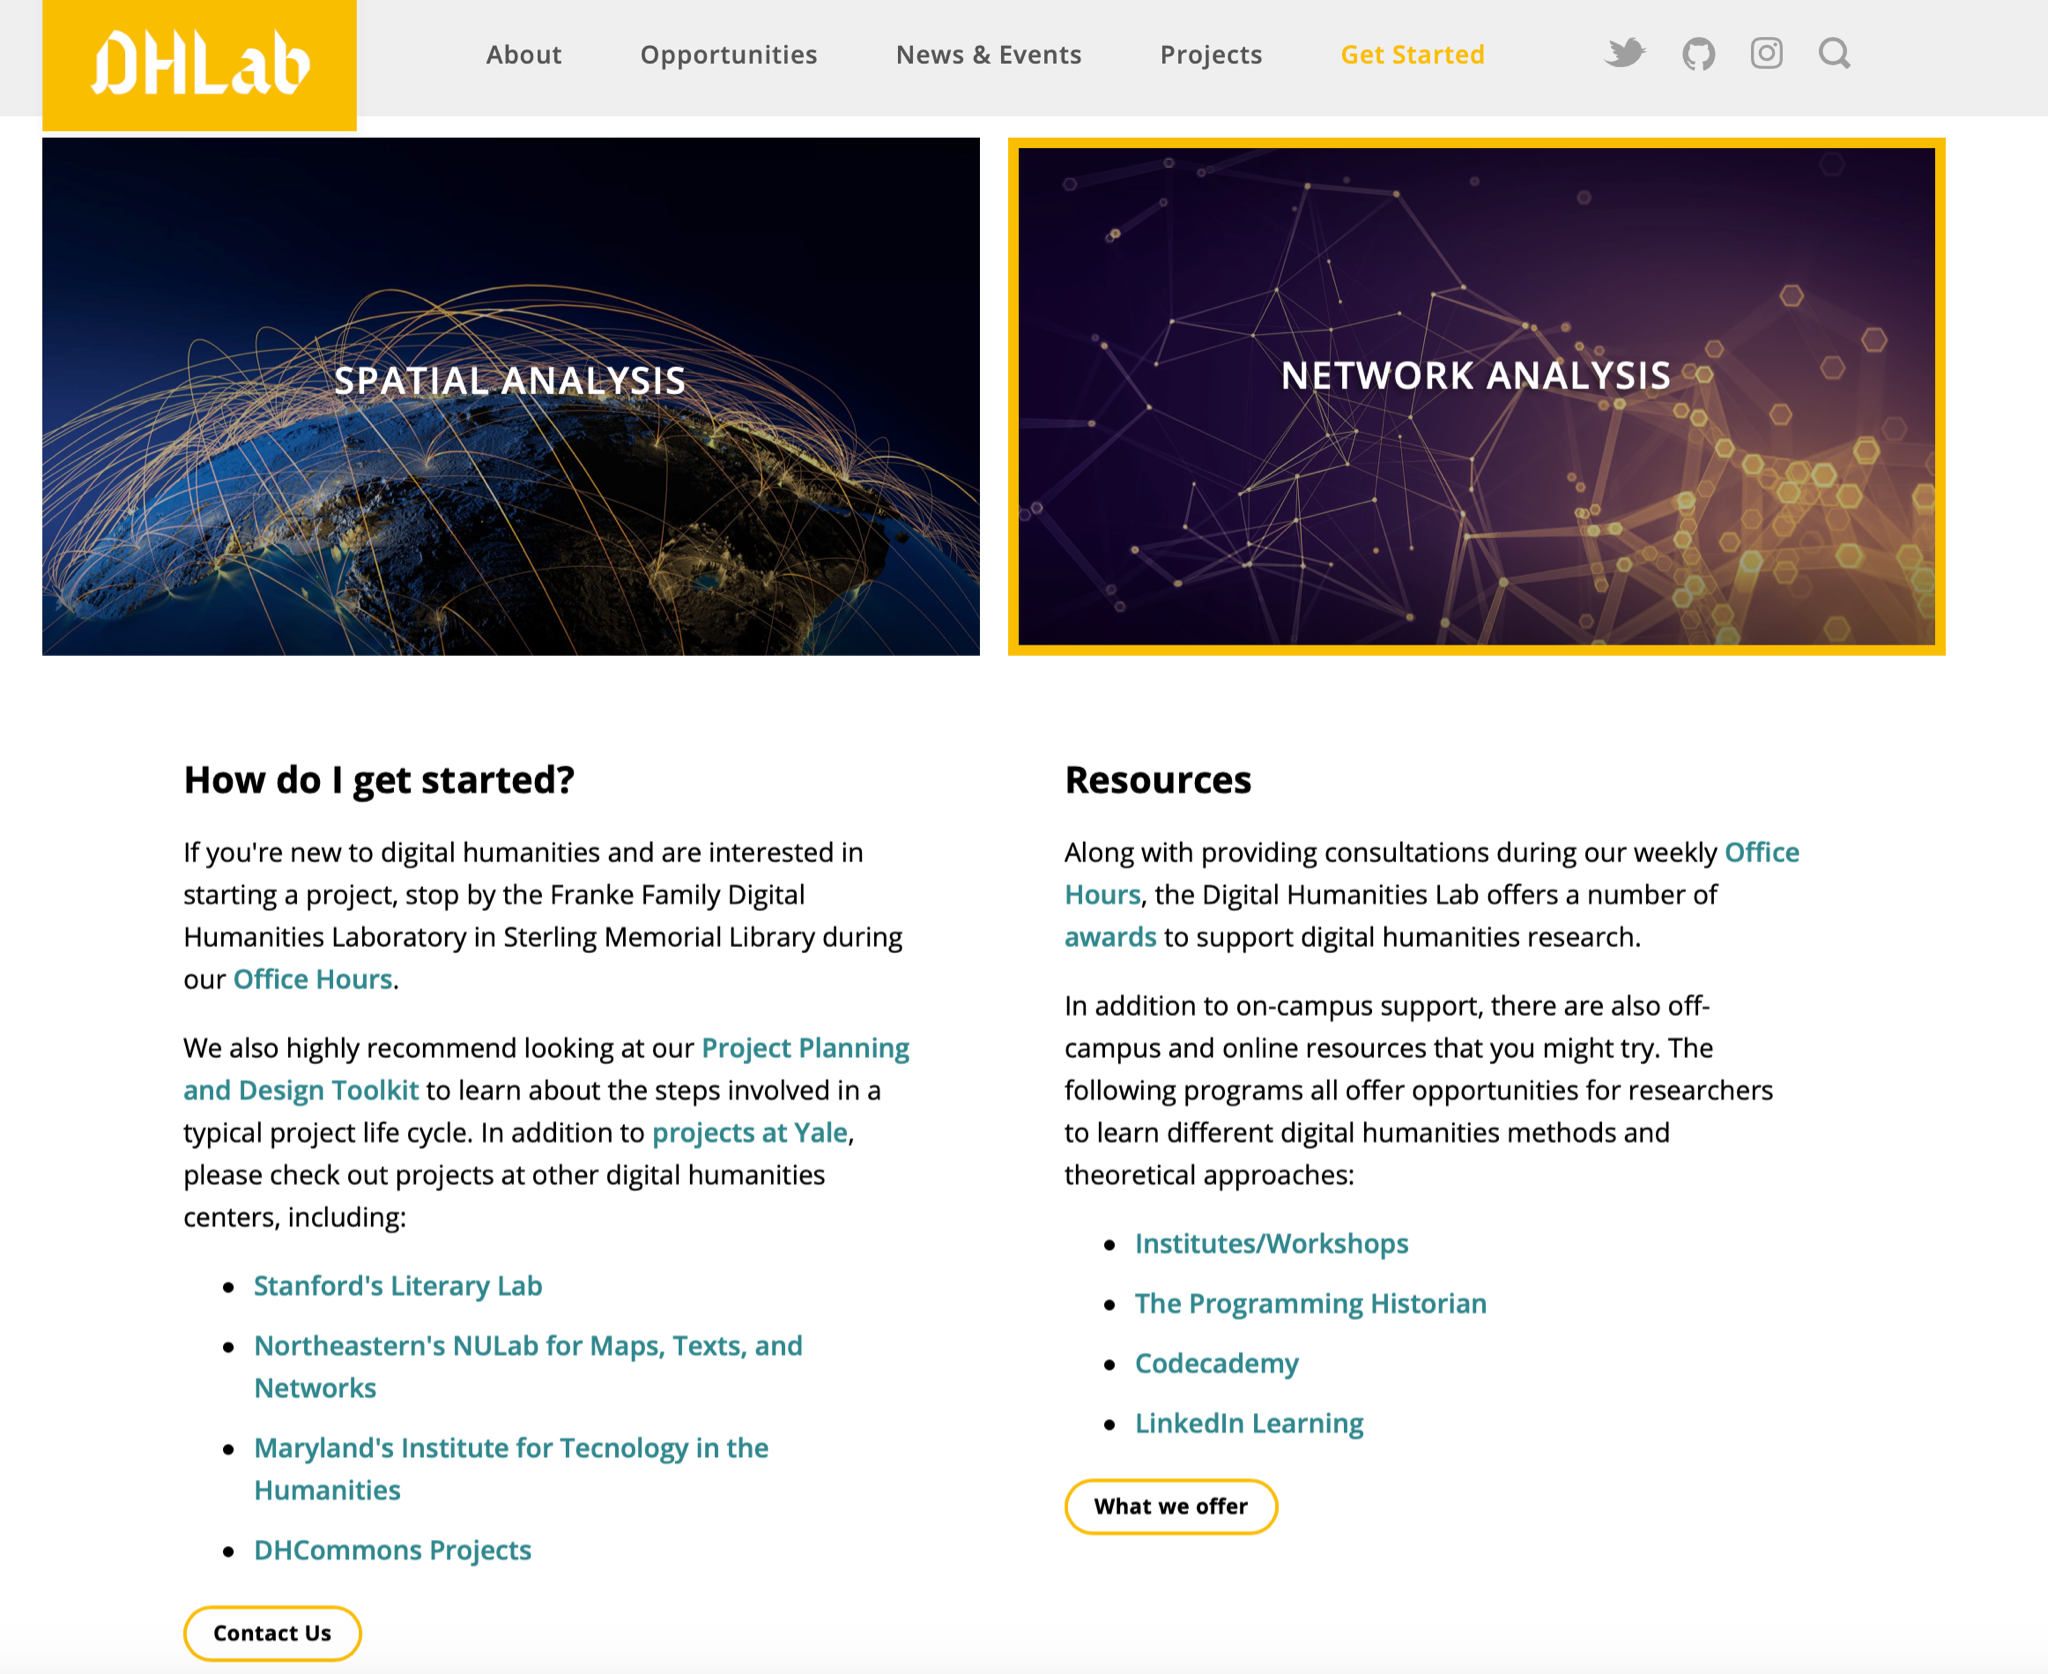 DHLab
About Opportunities News & Events Projects Get Started
SPATIAL ANALYSIS
NETWORK ANALYSIS
How do I get started?
If you're new to digital humanities and are interested in
starting a project, stop by the Franke Family Digital
Humanities Laboratory in Sterling Memorial Library during
our Office Hours.
We also highly recommend looking at our Project Planning
and Design Toolkit to learn about the steps involved in a
typical project life cycle. In addition to projects at Yale,
please check out projects at other digital humanities
centers, including:
Stanford's Literary Lab
Northeastern's NULab for Maps, Texts, and
Networks
Maryland's Institute for Tecnology in the
Humanities
DHCommons Projects
Contact Us
Resources
Along with providing consultations during our weekly Office
Hours, the Digital Humanities Lab offers a number of
awards to support digital humanities research.
In addition to on-campus support, there are also off-
campus and online resources that you might try. The
following programs all offer opportunities for researchers
to learn different digital humanities methods and
theoretical approaches:
Institutes/Workshops
The Programming Historian
Codecademy
LinkedIn Learning
What we offer